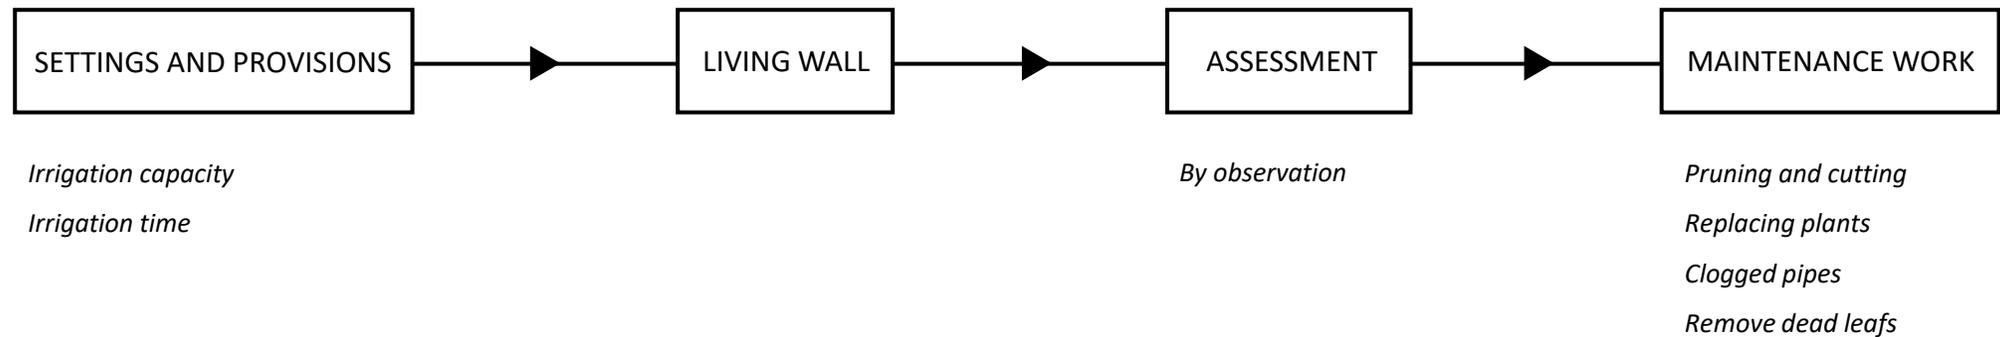 SETTINGS AND PROVISIONS
LIVING WALL
ASSESSMENT
MAINTENANCE WORK
Irrigation capacity
Irrigation time
By observation
Pruning and cutting
Replacing plants
Clogged pipes
Remove dead leafs